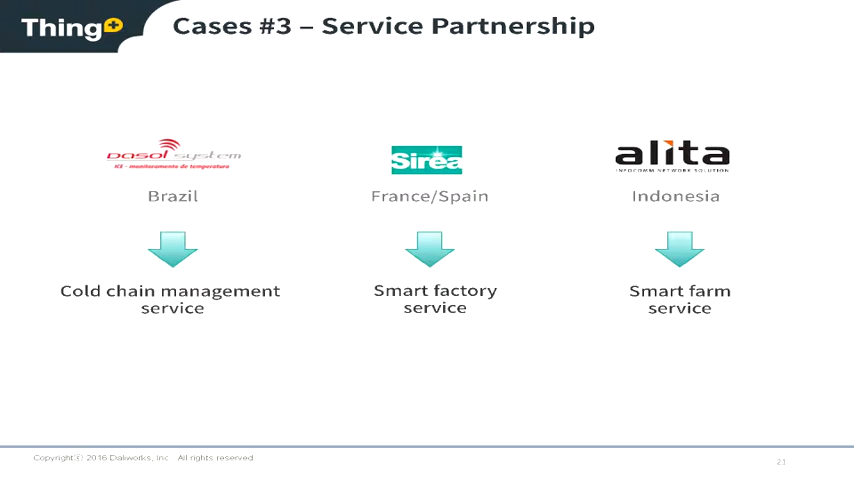 Thing+
Cases #3 – Service Partnership
Dasol system
ICE - monitoramento de temperatura
Sirea
alita
INFOCOMM NETWORK SOLUTION
Brazil
France/Spain
Indonesia
Cold chain management
service
Smart factory
service
Smart farm
service
Copyrightⓒ 2016 Daliworks, Inc All rights reserved
21